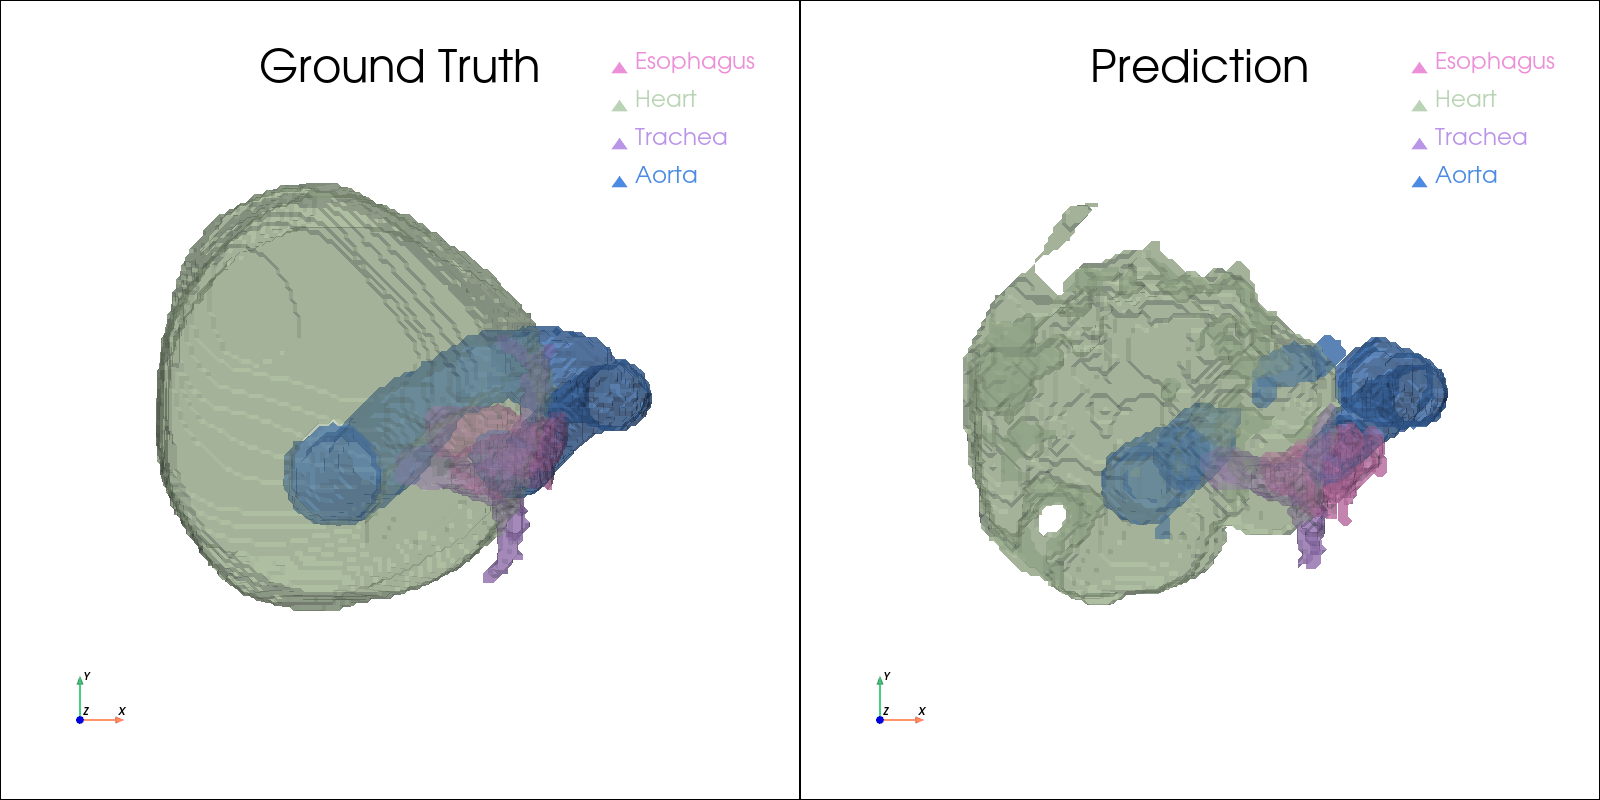 Ground Truth
Esophagus
Heart
Trachea
Aorta
Y
Z
X
Prediction
Esophagus
Heart
Trachea
Aorta
Y
Z
X